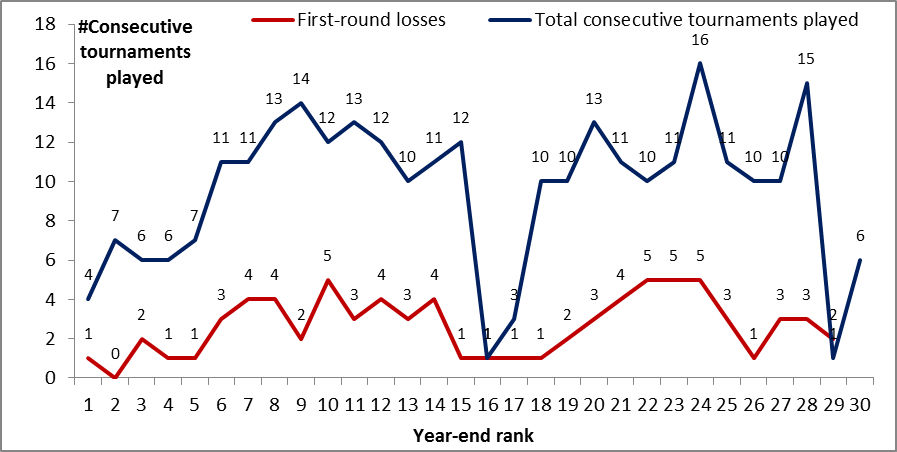 #Consecutive
tournaments
played
First-round losses
Total consecutive tournaments played
18
16
14
12
10
8
6
4
2
0
4 7 6 6 7 11 11 13 14 12 13 12 10 11 12 1 3 10 10 13 11 10 11 16 11 10 10 15 1 6
1 0 2 1 1 3 4 4 2 5 3 4 3 4 1 1 1 2 3 4 5 5 5 3 1 3 3 2
1 2 3 4 5 6 7 8 9 10 11 12 13 14 15 16 17 18 19 20 21 22 23 24 25 26 27 28 29 30
Year-end rank